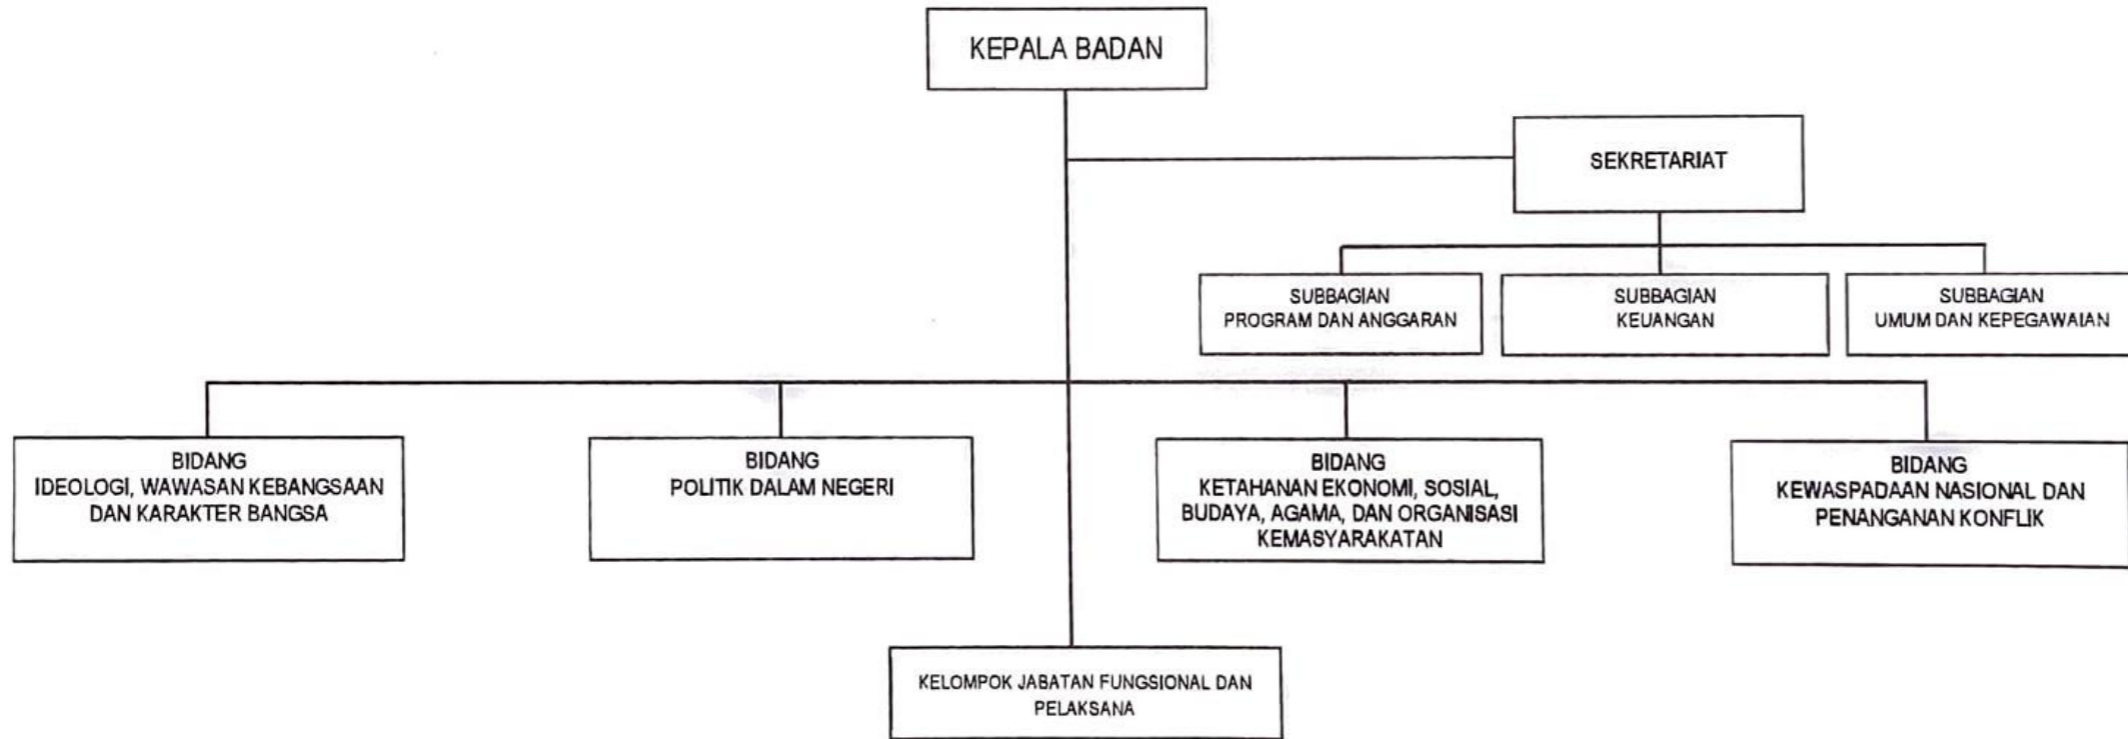 KEPALA BADAN
SEKRETARIAT
SUBBAGIAN
PROGRAM DAN ANGGARAN
SUBBAGIAN
KEUANGAN
SUBBAGIAN
UMUM DAN KEPEGAWAIAN
BIDANG
IDEOLOGI, WAWASAN KEBANGSAAN
DAN KARAKTER BANGSA
BIDANG
POLITIK DALAM NEGERI
BIDANG
KETAHANAN EKONOMI, SOSIAL,
BUDAYA, AGAMA, DAN ORGANISASI
KEMASYARAKATAN
BIDANG
KEWASPADAAN NASIONAL DAN
PENANGANAN KONFLIK
KELOMPOK JABATAN FUNGSIONAL DAN
PELAKSANA